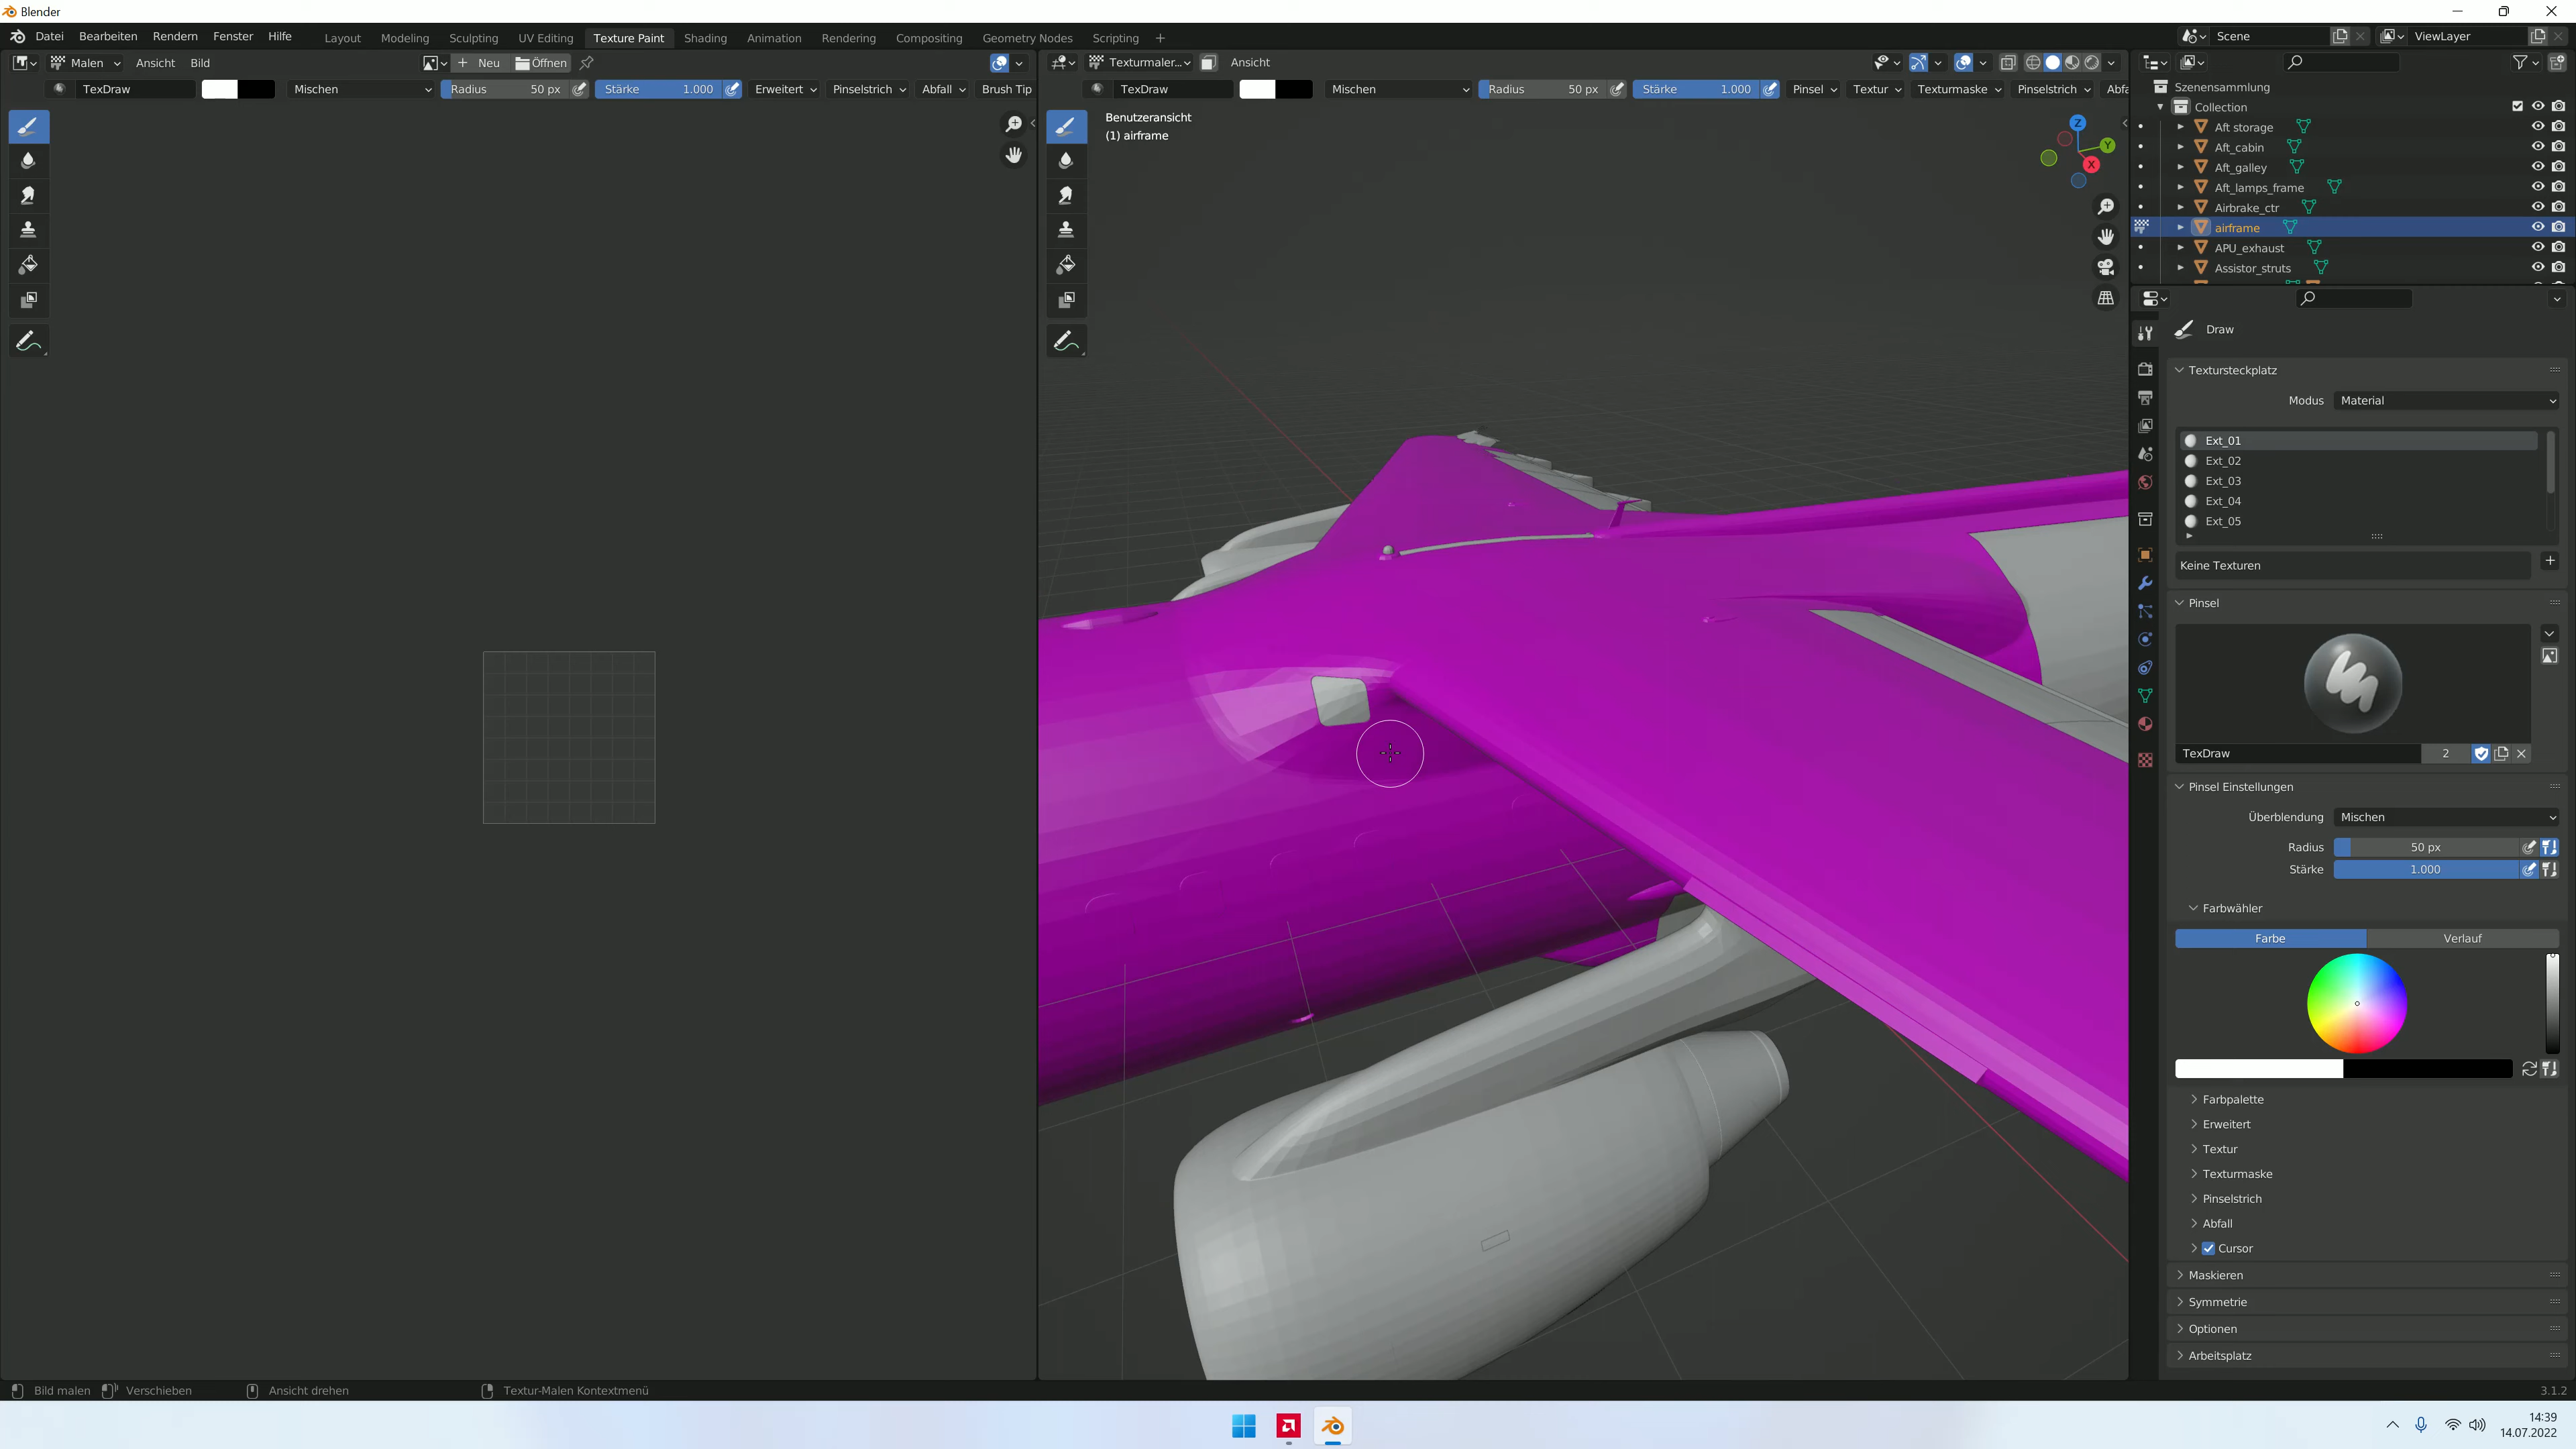 Blender
Datei Bearbeiten Rendern Fenster Hilfe Layout Modeling Sculpting UV Editing Texture Paint Shading Animation Rendering Compositing Geometry Nodes Scripting + Scene ViewLayer
Malen Ansicht Bild + Neu Öffnen
Texturmaler... Ansicht
TexDraw Mischen Radius 50 px Stärke 1.000 Erweitert Pinselstrich Abfall Brush Tip
TexDraw Mischen Radius 50 px Stärke 1.000 Pinsel Textur Texturmaske Pinselstrich Abfa
Benutzeransicht
(1) airframe
Z
Y
X
Szenensammlung
Collection
Aft storage
Aft_cabin
Aft_galley
Aft_lamps_frame
Airbrake_ctr
airframe
APU_exhaust
Assistor_struts
Draw
Textursteckplatz
Modus Material
Ext_01
Ext_02
Ext_03
Ext_04
Ext_05
Keine Texturen
Pinsel
TexDraw 2
Pinsel Einstellungen
Überblendung Mischen
Radius 50 px
Stärke 1.000
Farbwähler
Farbe Verlauf
Farbpalette
Erweitert
Textur
Texturmaske
Pinselstrich
Abfall
Cursor
Maskieren
Symmetrie
Optionen
Arbeitsplatz
Bild malen Verschieben Ansicht drehen Textur-Malen Kontextmenü 3.1.2
14:39
14.07.2022